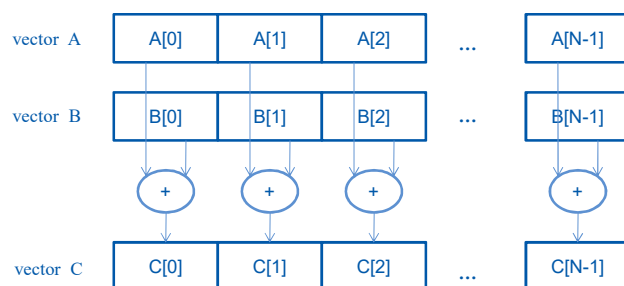 vector A A[0] A[1] A[2] ... A[N-1]
vector B B[0] B[1] B[2] ... B[N-1]
+ + + +
vector C C[0] C[1] C[2] ... C[N-1]